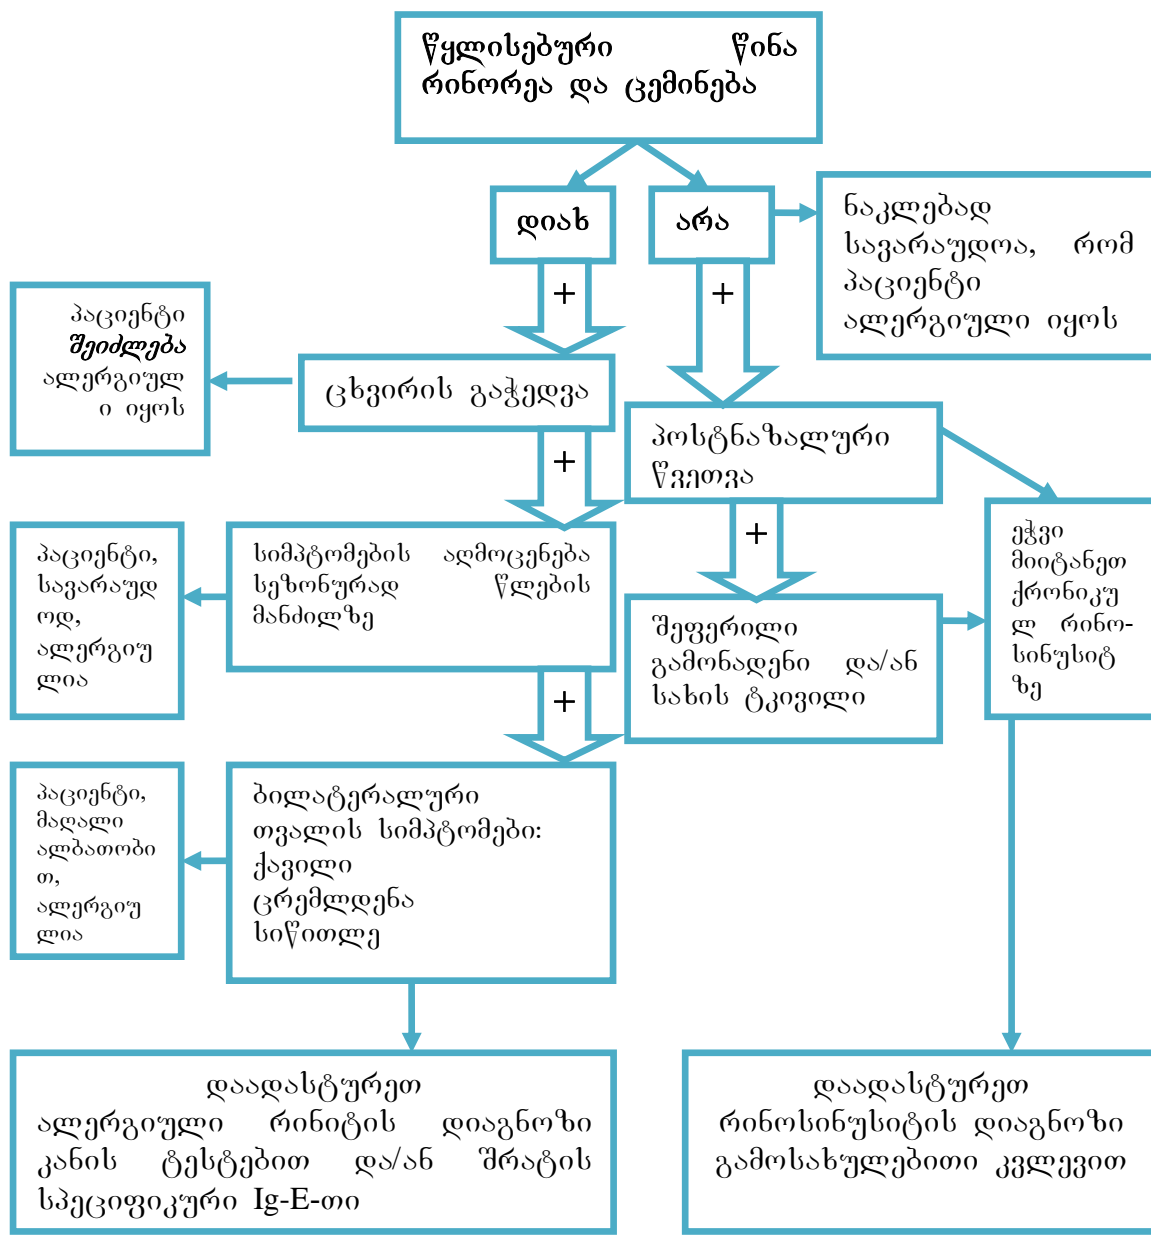 წყლისებური წინა
რინორეა და ცემინება
დიახ
არა
ნაკლებად
სავარაუდოა, რომ
პაციენტი
ალერგიული იყოს
+
+
პაციენტი
შეიძლება
ალერგიულ
ი იყოს
ცხვირის გაჭედვა
პოსტნაზალური
წვეთვა
+
+
პაციენტი,
სავარაუდ
ოდ,
ალერგიუ
ლია
სიმპტომების აღმოცენება
სეზონურად წლების
მანძილზე
ეჭვი
მიიტანეთ
ქრონიკუ
ლ რინო-
სინუსიტ
ზე
შეფერილი
გამონადენი და/ან
სახის ტკივილი
+
პაციენტი,
მაღალი
ალბათობი
თ,
ალერგიუ
ლია
ბილატერალური
თვალის სიმპტომები:
ქავილი
ცრემლდენა
სიწითლე
დაადასტურეთ
ალერგიული რინიტის დიაგნოზი
კანის ტესტებით და/ან შრატის
სპეციფიკური Ig-E-თი
დაადასტურეთ
რინოსინუსიტის დიაგნოზი
გამოსახულებითი კვლევით